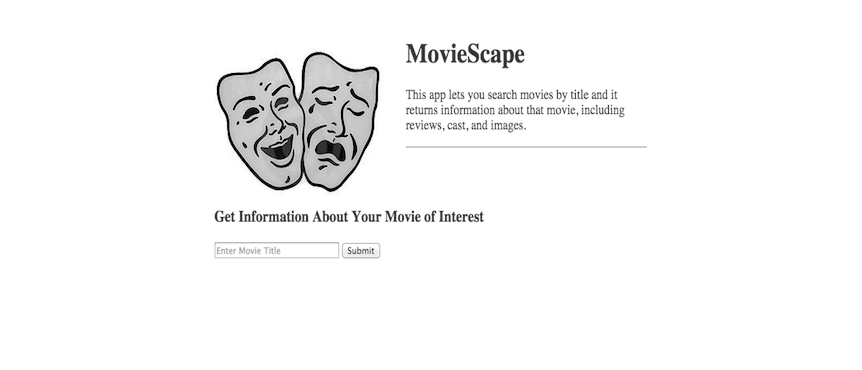 MovieScape
This app lets you search movies by title and it
returns information about that movie, including
reviews, cast, and images.
Get Information About Your Movie of Interest
Enter Movie Title
Submit